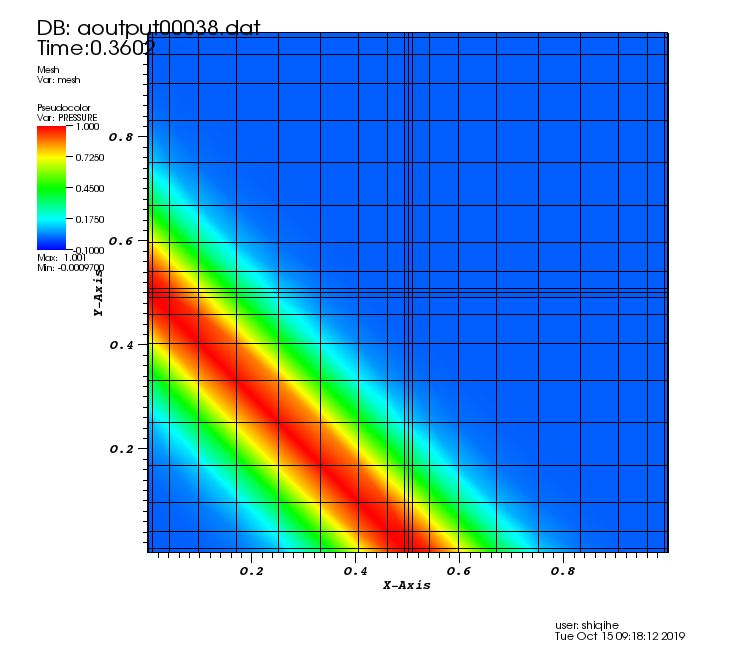 DB: aoutput00038.dat
Time:0.3602
Mesh
Var: mesh
Pseudocolor
Var: PRESSURE
1.000
0.7250
0.4500
0.1750
-0.1000
Max: 1.001
Min: -0.0009700
Y-Axis
0.8
0.6
0.4
0.2
0.2 0.4 0.6 0.8
X-Axis
user: shiqihe
Tue Oct 15 09:18:12 2019